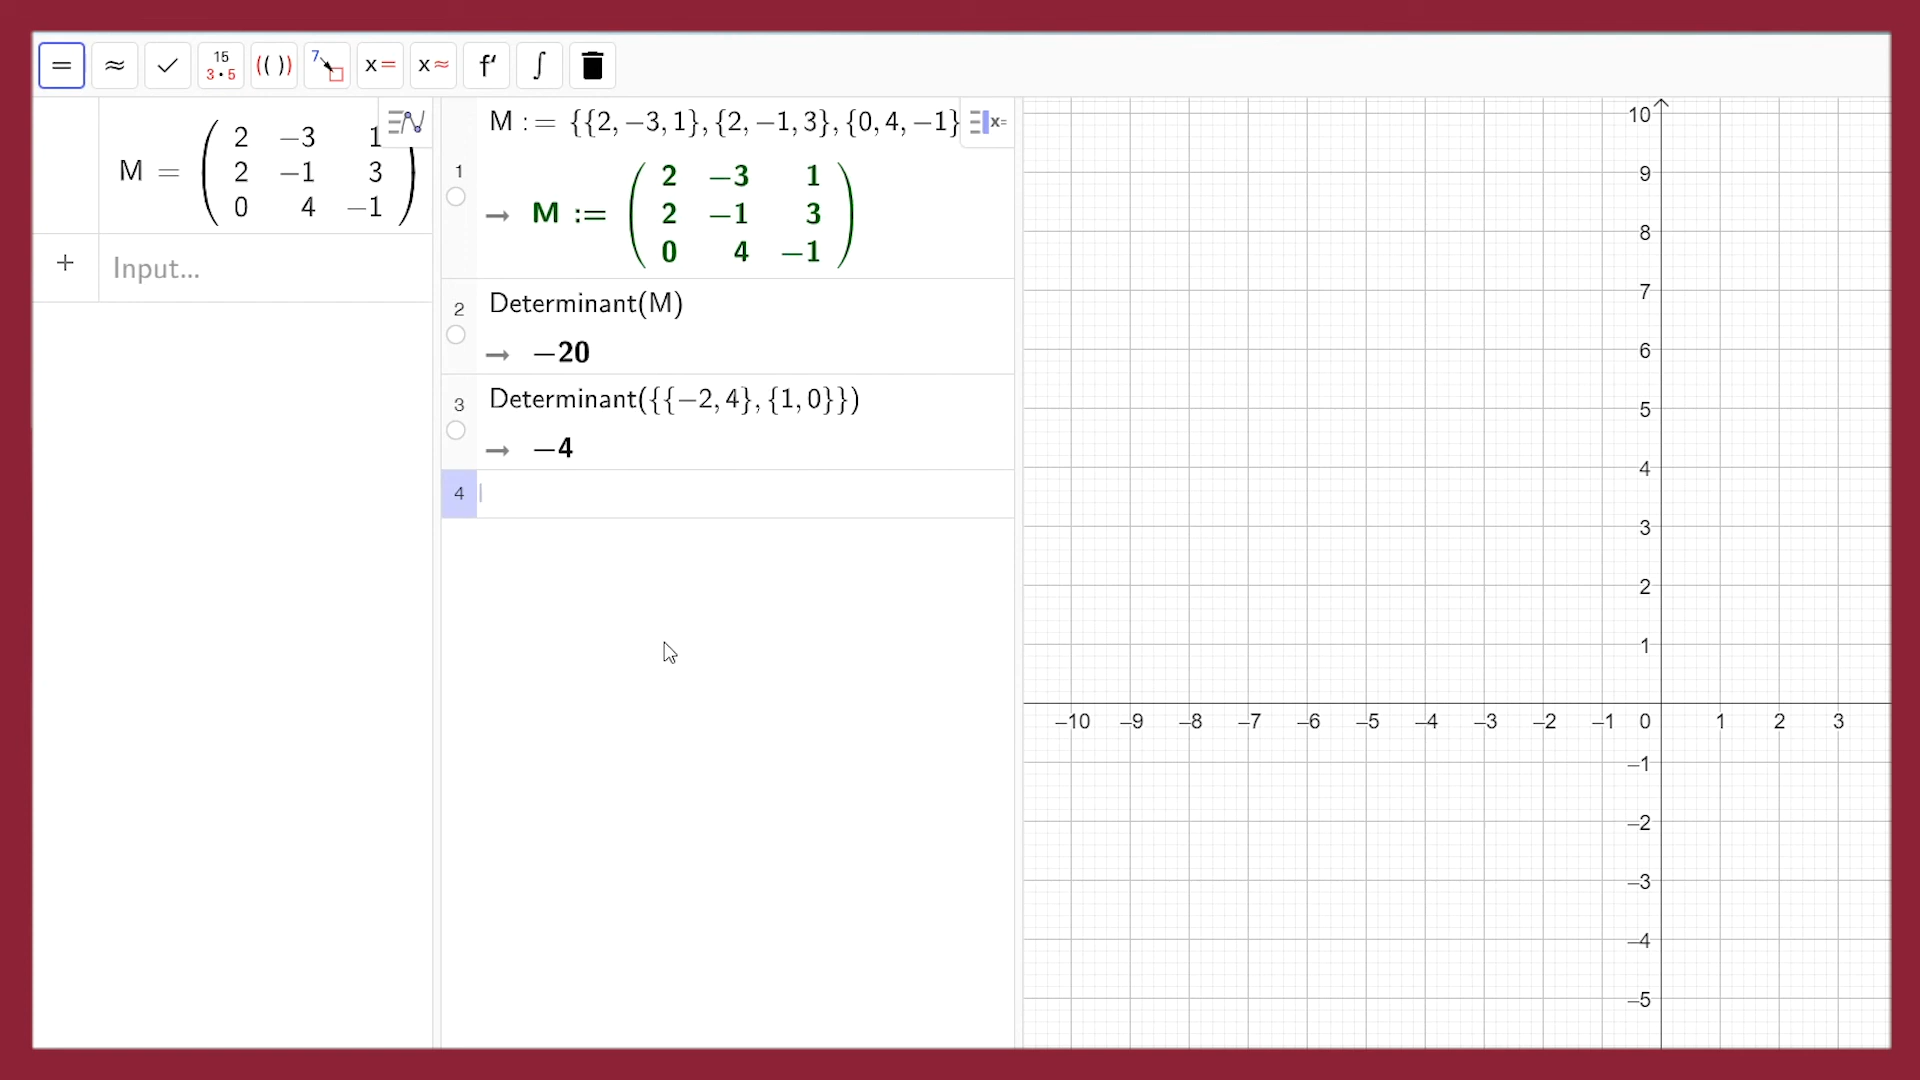 = ≈ ✓ 15 3·5 (( )) 7 x= x≈ f′ ∫
M = ( 2 −3 1
2 −1 3
0 4 −1 )
+ Input...
M := {{2, −3, 1}, {2, −1, 3}, {0, 4, −1} x=
1
→ M := ( 2 −3 1
2 −1 3
0 4 −1 )
2 Determinant(M)
→ −20
3 Determinant({{−2, 4}, {1, 0}})
→ −4
4
10
9
8
7
6
5
4
3
2
1
–10 –9 –8 –7 –6 –5 –4 –3 –2 –1 0 1 2 3
–1
–2
–3
–4
–5